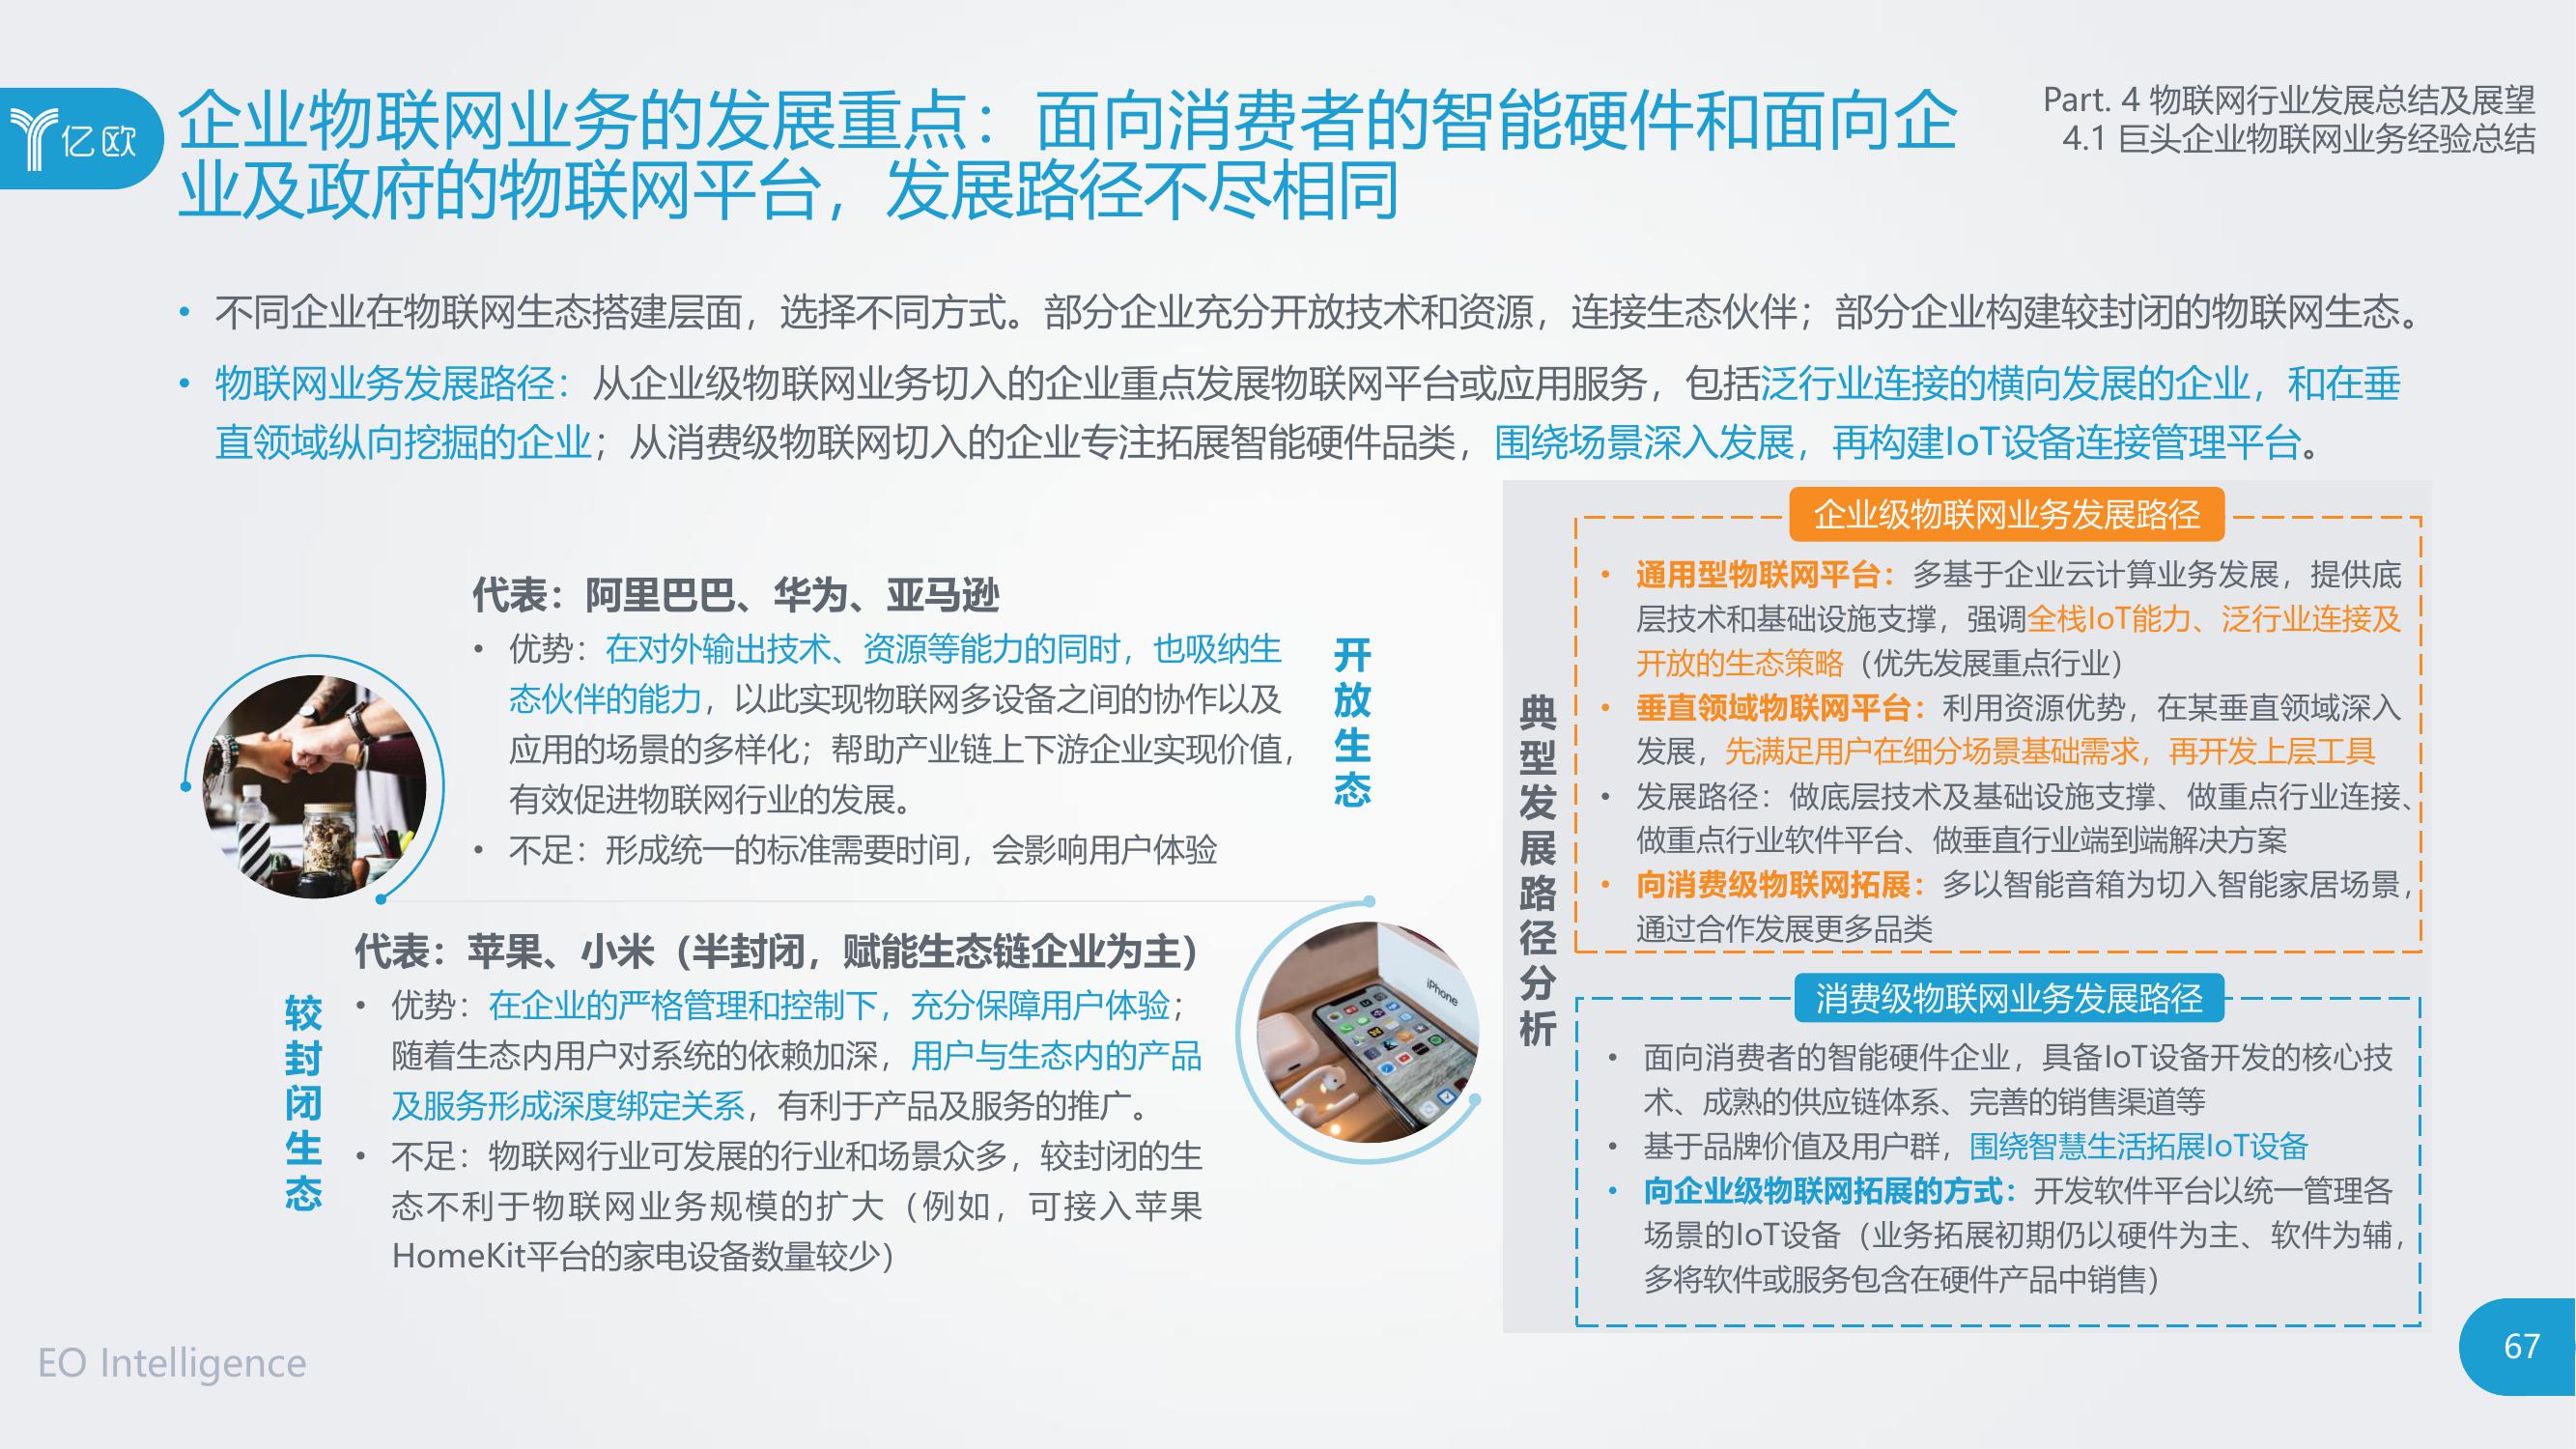 亿欧
企业物联网业务的发展重点：面向消费者的智能硬件和面向企
业及政府的物联网平台，发展路径不尽相同
Part. 4 物联网行业发展总结及展望
4.1 巨头企业物联网业务经验总结
• 不同企业在物联网生态搭建层面，选择不同方式。部分企业充分开放技术和资源，连接生态伙伴；部分企业构建较封闭的物联网生态。
• 物联网业务发展路径：从企业级物联网业务切入的企业重点发展物联网平台或应用服务，包括泛行业连接的横向发展的企业，和在垂
直领域纵向挖掘的企业；从消费级物联网切入的企业专注拓展智能硬件品类，围绕场景深入发展，再构建IoT设备连接管理平台。
代表：阿里巴巴、华为、亚马逊
• 优势：在对外输出技术、资源等能力的同时，也吸纳生
态伙伴的能力，以此实现物联网多设备之间的协作以及
应用的场景的多样化；帮助产业链上下游企业实现价值，
有效促进物联网行业的发展。
• 不足：形成统一的标准需要时间，会影响用户体验
开放生态
代表：苹果、小米（半封闭，赋能生态链企业为主）
• 优势：在企业的严格管理和控制下，充分保障用户体验；
随着生态内用户对系统的依赖加深，用户与生态内的产品
及服务形成深度绑定关系，有利于产品及服务的推广。
• 不足：物联网行业可发展的行业和场景众多，较封闭的生
态不利于物联网业务规模的扩大（例如，可接入苹果
HomeKit平台的家电设备数量较少）
较封闭生态
iPhone
典型发展路径分析
企业级物联网业务发展路径
• 通用型物联网平台：多基于企业云计算业务发展，提供底
层技术和基础设施支撑，强调全栈IoT能力、泛行业连接及
开放的生态策略（优先发展重点行业）
• 垂直领域物联网平台：利用资源优势，在某垂直领域深入
发展，先满足用户在细分场景基础需求，再开发上层工具
• 发展路径：做底层技术及基础设施支撑、做重点行业连接、
做重点行业软件平台、做垂直行业端到端解决方案
• 向消费级物联网拓展：多以智能音箱为切入智能家居场景，
通过合作发展更多品类
消费级物联网业务发展路径
• 面向消费者的智能硬件企业，具备IoT设备开发的核心技
术、成熟的供应链体系、完善的销售渠道等
• 基于品牌价值及用户群，围绕智慧生活拓展IoT设备
• 向企业级物联网拓展的方式：开发软件平台以统一管理各
场景的IoT设备（业务拓展初期仍以硬件为主、软件为辅，
多将软件或服务包含在硬件产品中销售）
EO Intelligence
67